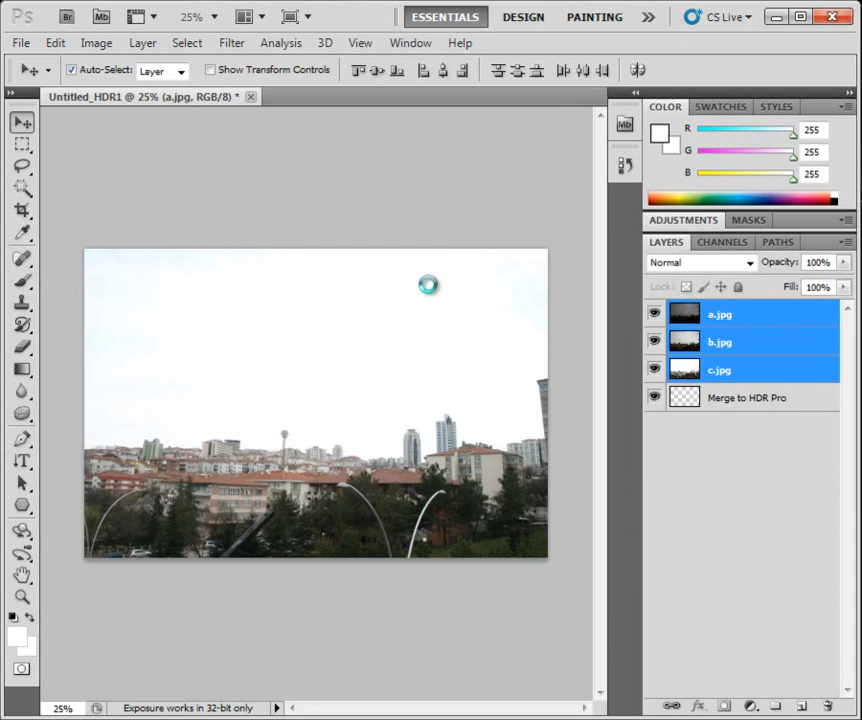 Ps Br Mb 25% ESSENTIALS DESIGN PAINTING CS Live
File Edit Image Layer Select Filter Analysis 3D View Window Help
Auto-Select: Layer Show Transform Controls
Untitled_HDR1 @ 25% (a.jpg, RGB/8) *
COLOR SWATCHES STYLES
Mb
R 255
G 255
B 255
ADJUSTMENTS MASKS
LAYERS CHANNELS PATHS
Normal Opacity: 100%
Lock: Fill: 100%
a.jpg
b.jpg
c.jpg
Merge to HDR Pro
25% Exposure works in 32-bit only
fx